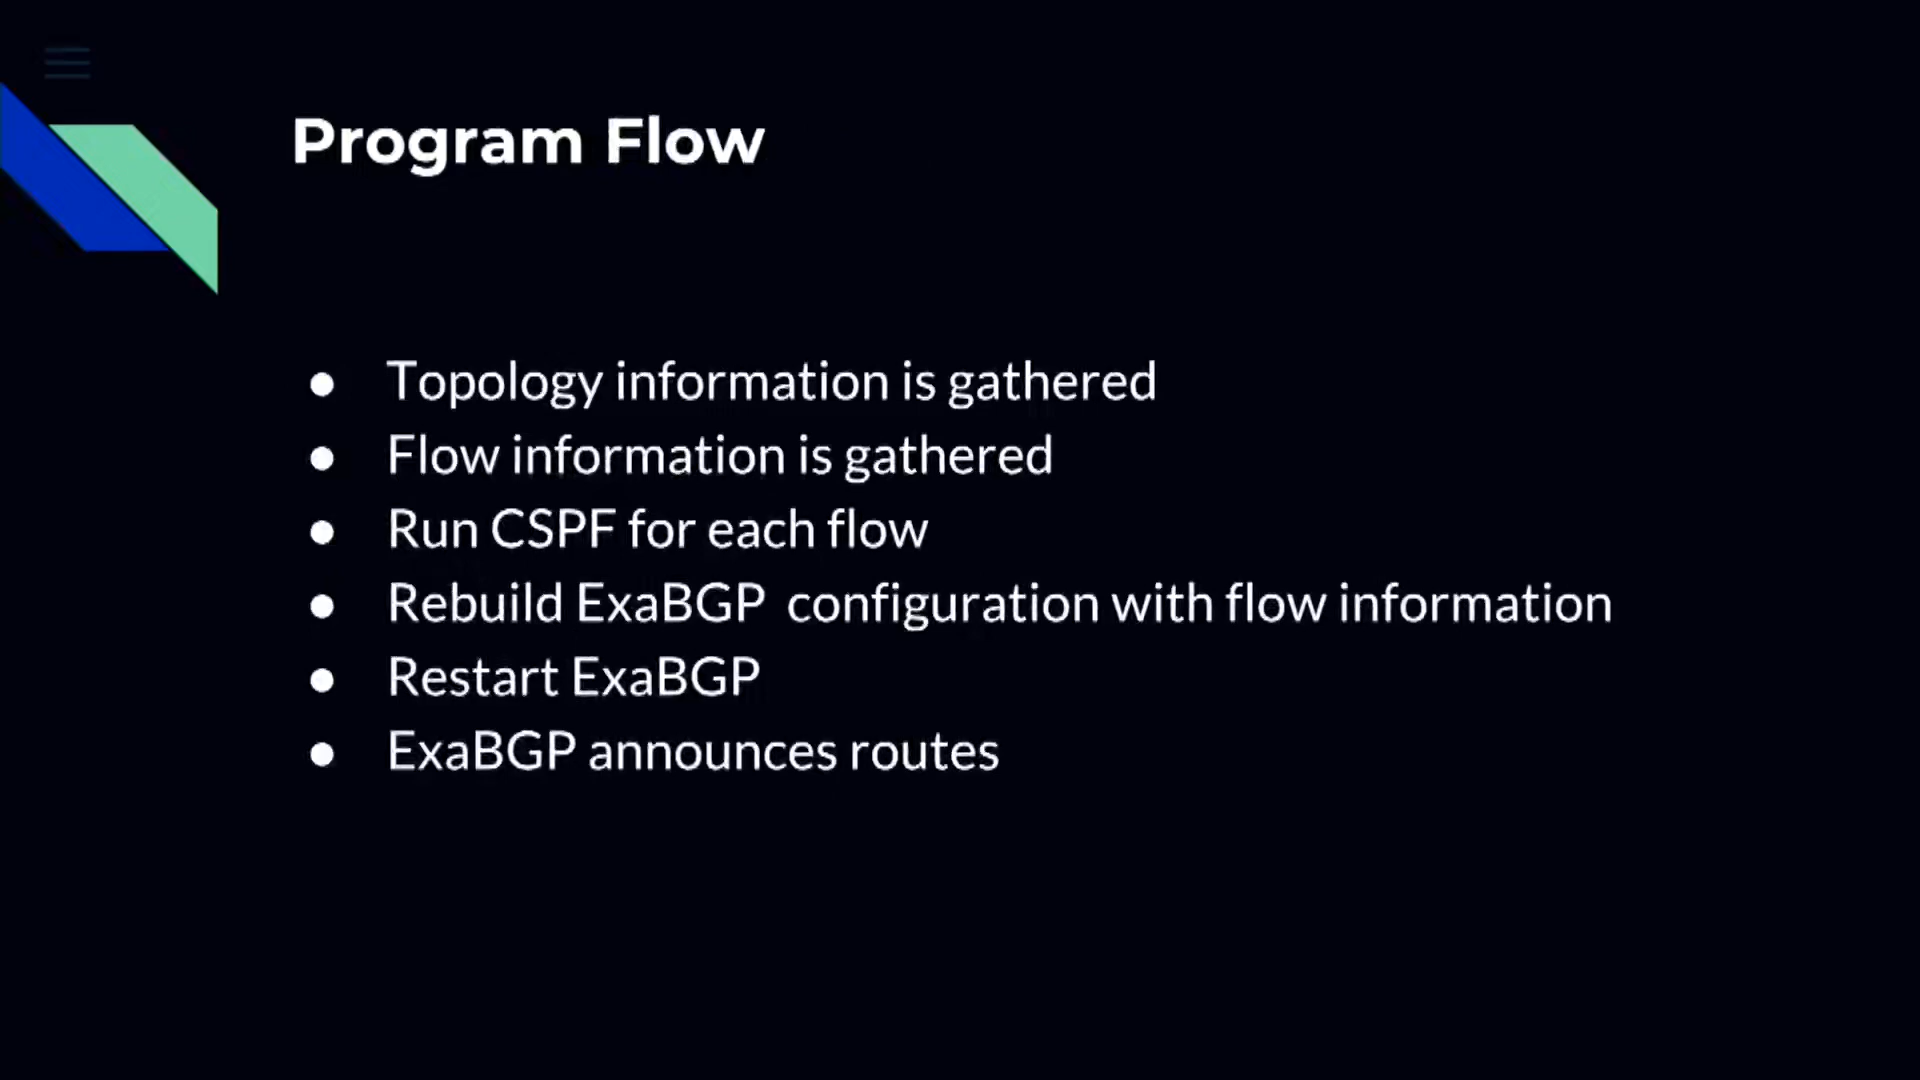 Program Flow
● Topology information is gathered
● Flow information is gathered
● Run CSPF for each flow
● Rebuild ExaBGP  configuration with flow information
● Restart ExaBGP
● ExaBGP announces routes